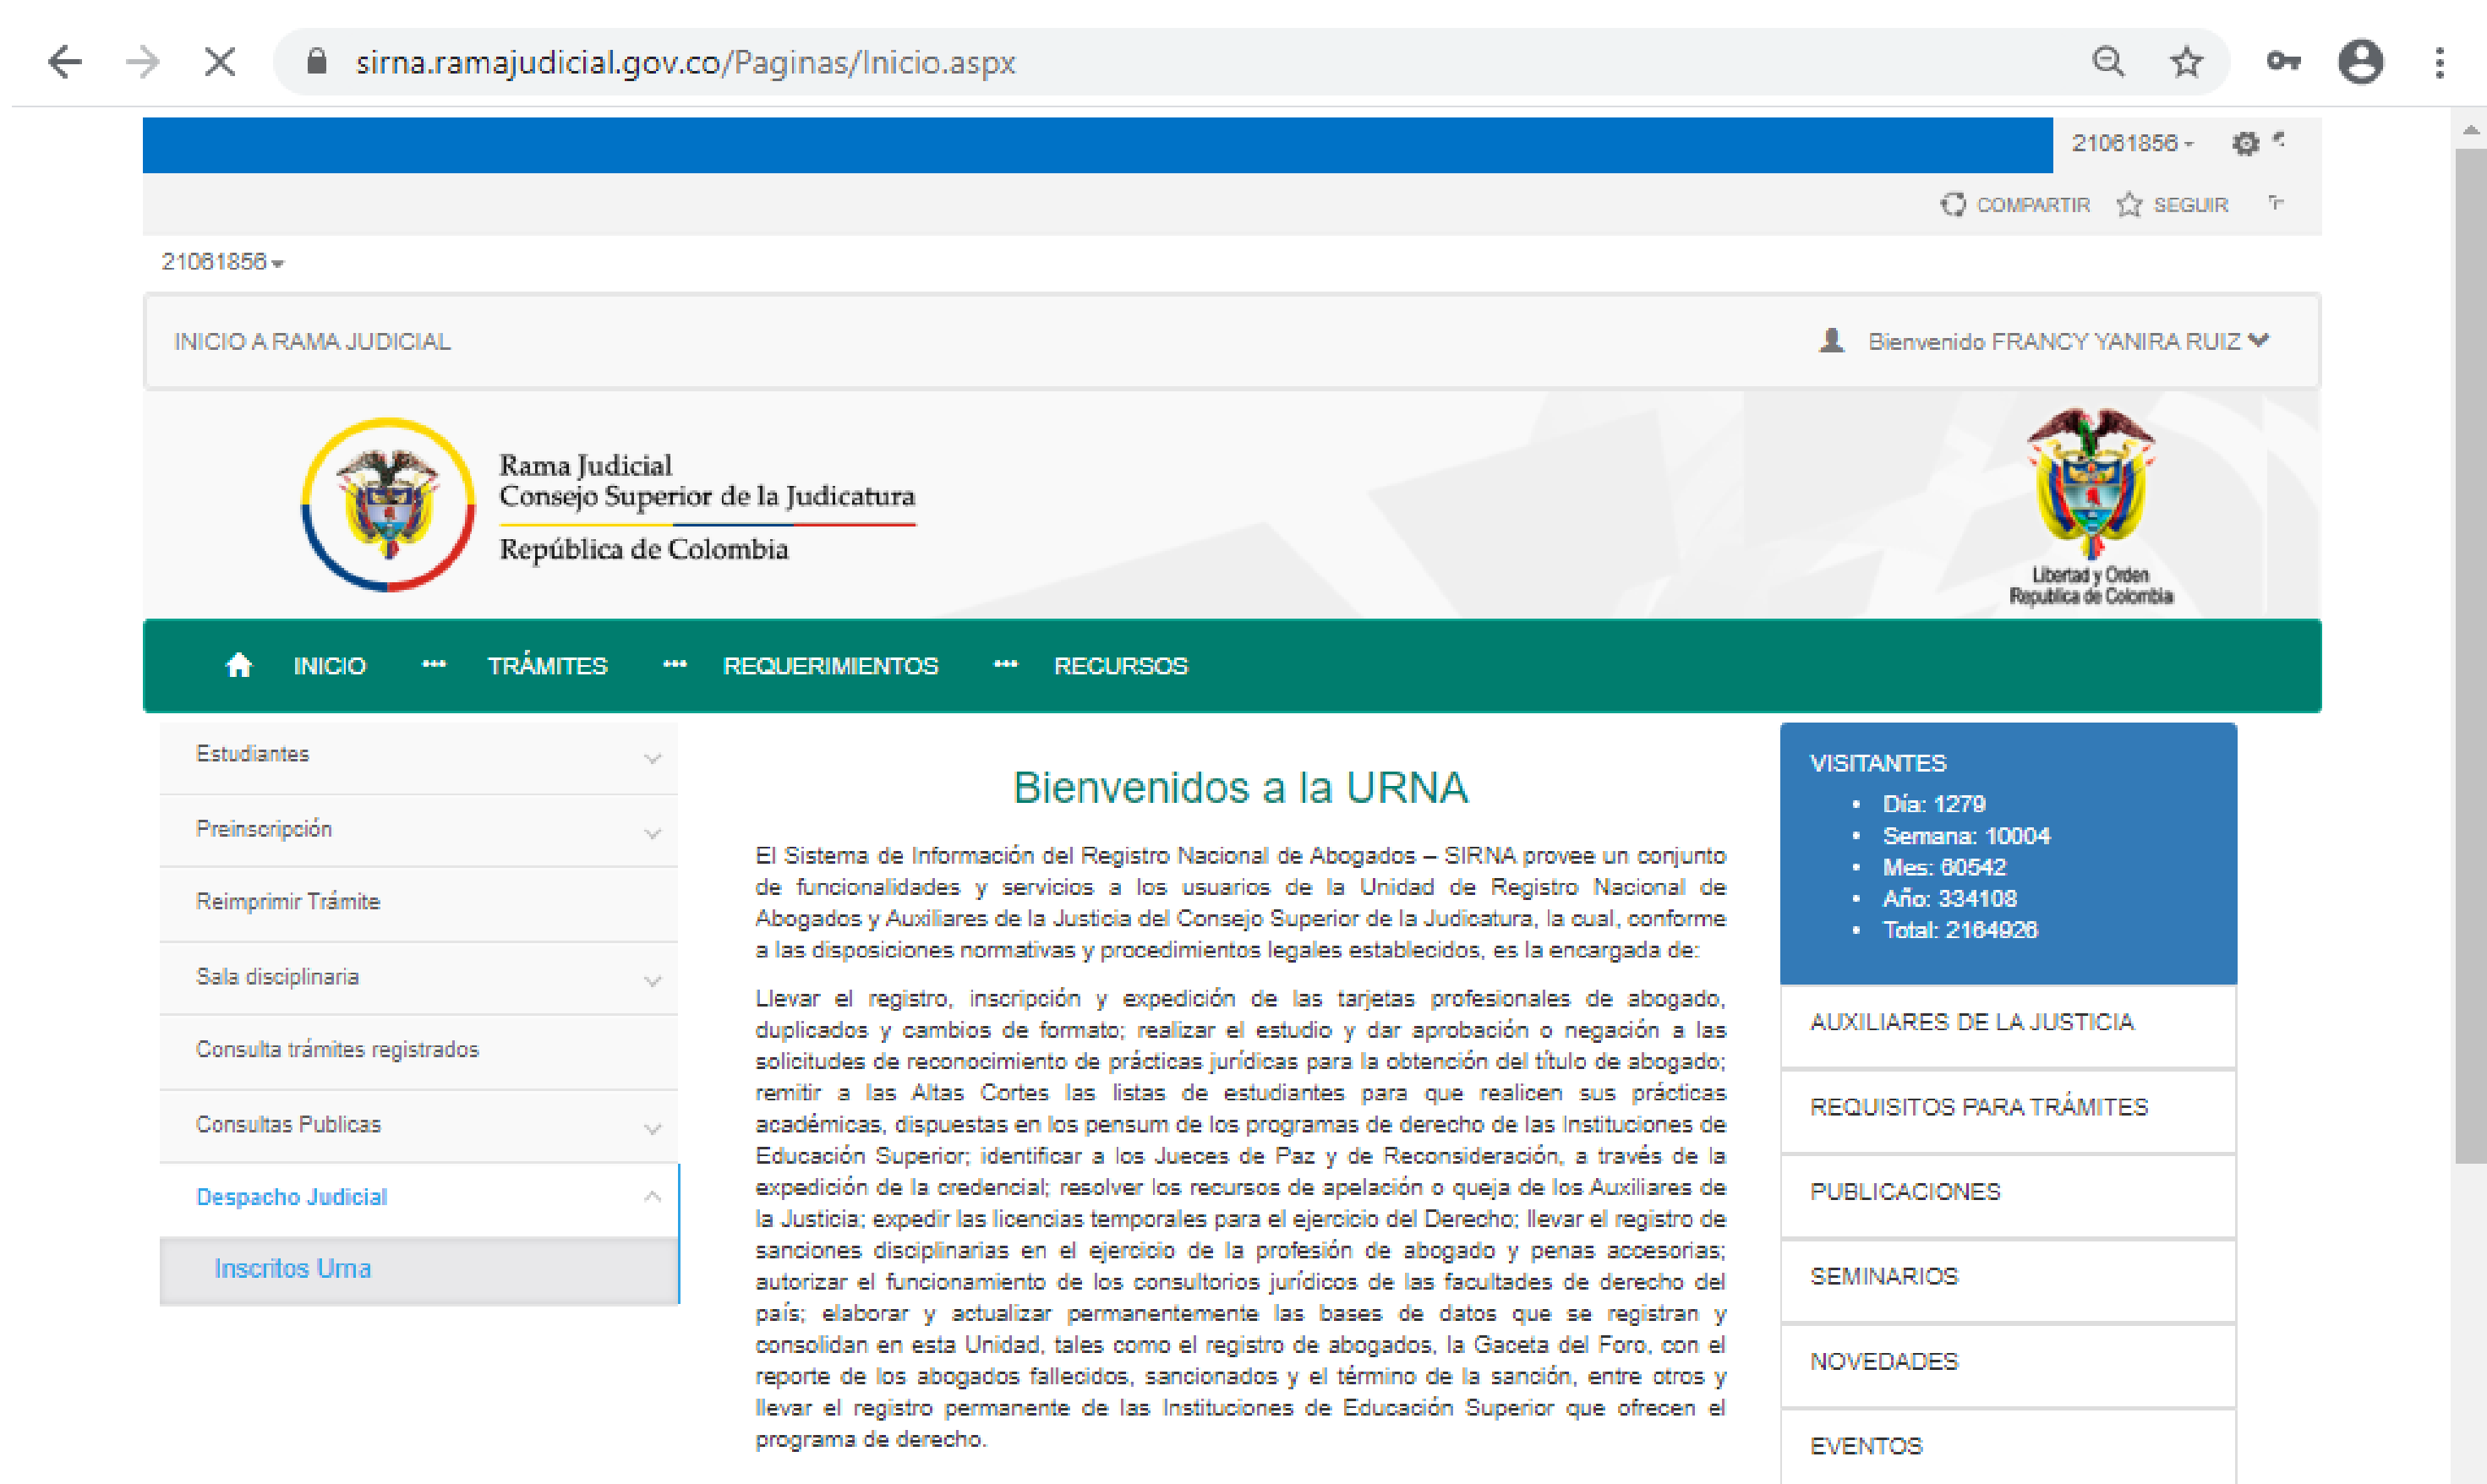 sirna.ramajudicial.gov.co/Paginas/Inicio.aspx
21061856
COMPARTIR SEGUIR
21061856
INICIO A RAMA JUDICIAL
Bienvenido FRANCY YANIRA RUIZ
Rama Judicial
Consejo Superior de la Judicatura
República de Colombia
Libertad y Orden
Republica de Colombia
INICIO ••• TRÁMITES ••• REQUERIMIENTOS ••• RECURSOS
Estudiantes
Preinscripción
Reimprimir Trámite
Sala disciplinaria
Consulta trámites registrados
Consultas Publicas
Despacho Judicial
Inscritos Urna
Bienvenidos a la URNA
El Sistema de Información del Registro Nacional de Abogados – SIRNA provee un conjunto
de funcionalidades y servicios a los usuarios de la Unidad de Registro Nacional de
Abogados y Auxiliares de la Justicia del Consejo Superior de la Judicatura, la cual, conforme
a las disposiciones normativas y procedimientos legales establecidos, es la encargada de:
Llevar el registro, inscripción y expedición de las tarjetas profesionales de abogado,
duplicados y cambios de formato; realizar el estudio y dar aprobación o negación a las
solicitudes de reconocimiento de prácticas jurídicas para la obtención del título de abogado;
remitir a las Altas Cortes las listas de estudiantes para que realicen sus prácticas
académicas, dispuestas en los pensum de los programas de derecho de las Instituciones de
Educación Superior; identificar a los Jueces de Paz y de Reconsideración, a través de la
expedición de la credencial; resolver los recursos de apelación o queja de los Auxiliares de
la Justicia; expedir las licencias temporales para el ejercicio del Derecho; llevar el registro de
sanciones disciplinarias en el ejercicio de la profesión de abogado y penas accesorias;
autorizar el funcionamiento de los consultorios jurídicos de las facultades de derecho del
país; elaborar y actualizar permanentemente las bases de datos que se registran y
consolidan en esta Unidad, tales como el registro de abogados, la Gaceta del Foro, con el
reporte de los abogados fallecidos, sancionados y el término de la sanción, entre otros y
llevar el registro permanente de las Instituciones de Educación Superior que ofrecen el
programa de derecho.
VISITANTES
• Día: 1279
• Semana: 10004
• Mes: 60542
• Año: 334108
• Total: 2164926
AUXILIARES DE LA JUSTICIA
REQUISITOS PARA TRÁMITES
PUBLICACIONES
SEMINARIOS
NOVEDADES
EVENTOS